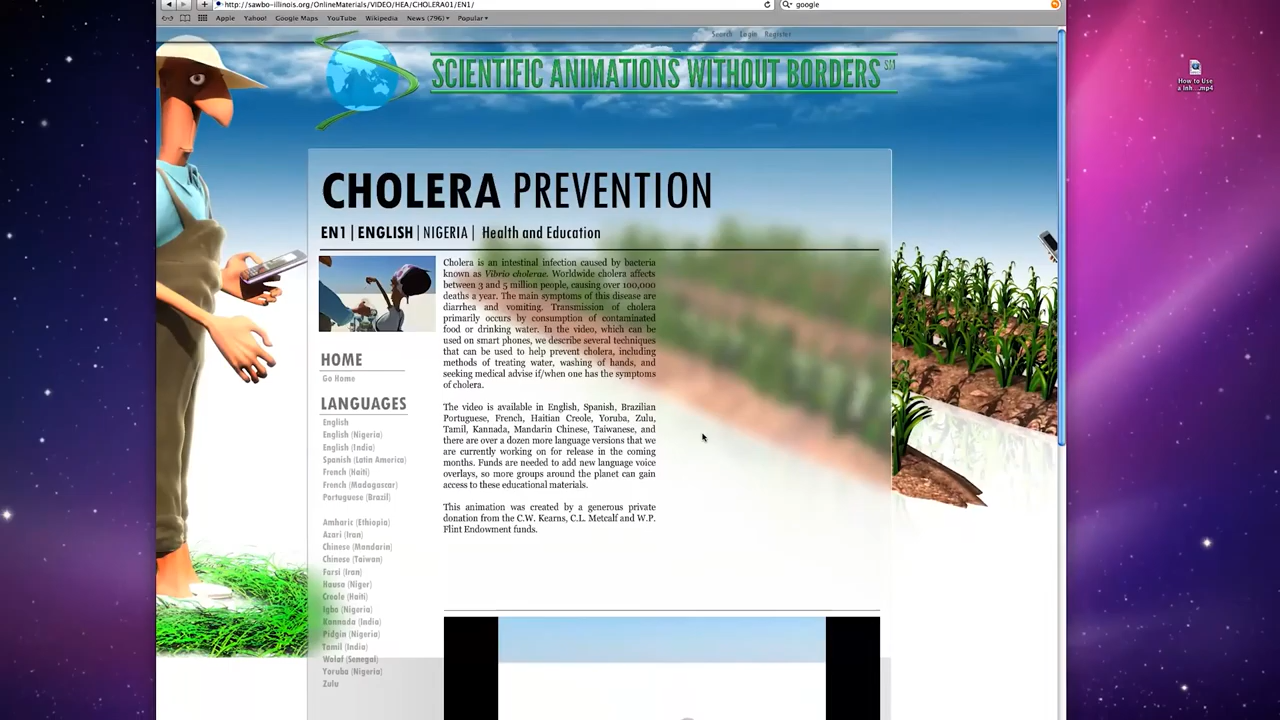 http://sawbo-illinois.org/OnlineMaterials/VIDEO/HEA/CHOLERA01/EN1/
google
Apple Yahoo! Google Maps YouTube Wikipedia News (796) Popular
Search Login Register
SCIENTIFIC ANIMATIONS WITHOUT BORDERS SM
How to Use
a Inh ....mp4
CHOLERA PREVENTION
EN1 | ENGLISH | NIGERIA | Health and Education
Cholera is an intestinal infection caused by bacteria
known as Vibrio cholerae. Worldwide cholera affects
between 3 and 5 million people, causing over 100,000
deaths a year. The main symptoms of this disease are
diarrhea and vomiting. Transmission of cholera
primarily occurs by consumption of contaminated
food or drinking water. In the video, which can be
used on smart phones, we describe several techniques
that can be used to help prevent cholera, including
methods of treating water, washing of hands, and
seeking medical advise if/when one has the symptoms
of cholera.
The video is available in English, Spanish, Brazilian
Portuguese, French, Haitian Creole, Yoruba, Zulu,
Tamil, Kannada, Mandarin Chinese, Taiwanese, and
there are over a dozen more language versions that we
are currently working on for release in the coming
months. Funds are needed to add new language voice
overlays, so more groups around the planet can gain
access to these educational materials.
This animation was created by a generous private
donation from the C.W. Kearns, C.L. Metcalf and W.P.
Flint Endowment funds.
HOME
Go Home
LANGUAGES
English
English (Nigeria)
English (India)
Spanish (Latin America)
French (Haiti)
French (Madagascar)
Portuguese (Brazil)
Amharic (Ethiopia)
Azari (Iran)
Chinese (Mandarin)
Chinese (Taiwan)
Farsi (Iran)
Hausa (Niger)
Creole (Haiti)
Igbo (Nigeria)
Kannada (India)
Pidgin (Nigeria)
Tamil (India)
Wolof (Senegal)
Yoruba (Nigeria)
Zulu